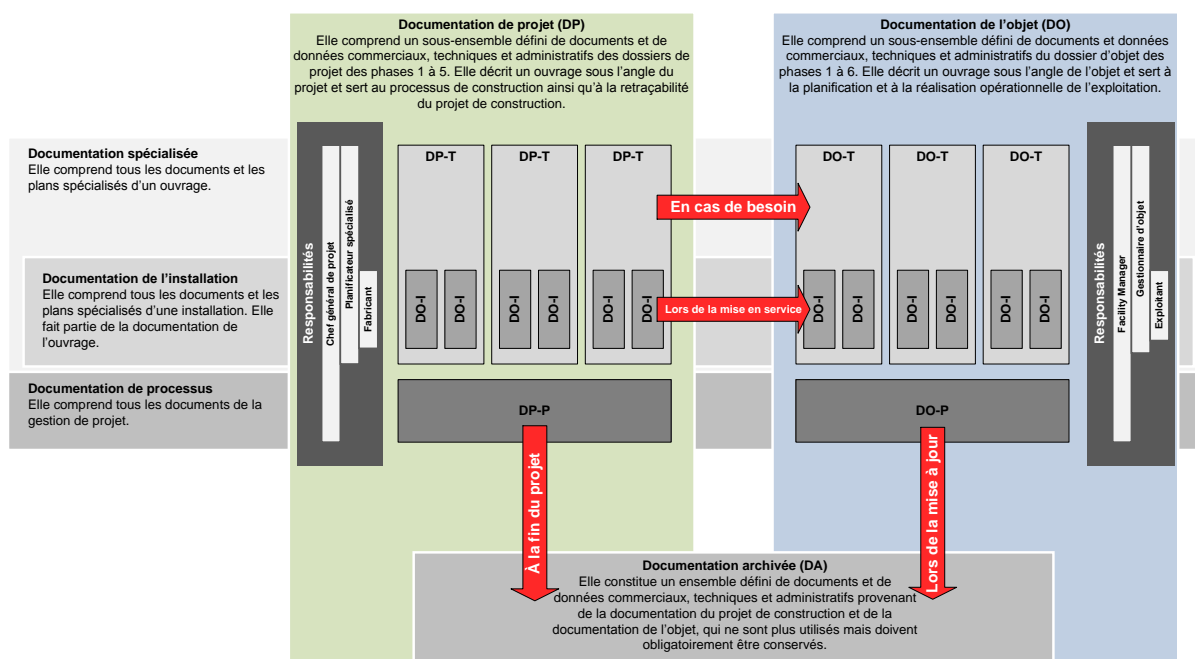 Documentation de projet (DP)
Elle comprend un sous-ensemble défini de documents et de
données commerciaux, techniques et administratifs des dossiers de
projet des phases 1 à 5. Elle décrit un ouvrage sous l'angle du
projet et sert au processus de construction ainsi qu'à la retraçabilité
du projet de construction.
Documentation de l'objet (DO)
Elle comprend un sous-ensemble défini de documents et données
commerciaux, techniques et administratifs du dossier d'objet des
phases 1 à 6. Elle décrit un ouvrage sous l'angle de l'objet et sert à
la planification et à la réalisation opérationnelle de l'exploitation.
Documentation spécialisée
Elle comprend tous les documents et les
plans spécialisés d'un ouvrage.
Documentation de l'installation
Elle comprend tous les documents et les
plans spécialisés d'une installation. Elle
fait partie de la documentation de
l'ouvrage.
Documentation de processus
Elle comprend tous les documents de la
gestion de projet.
Responsabilités
Chef général de projet
Planificateur spécialisé
Fabricant
DP-T
DP-T
DP-T
DO-I
DO-I
DO-I
DO-I
DO-I
DO-I
DP-P
En cas de besoin
Lors de la mise en service
DO-T
DO-T
DO-T
DO-I
DO-I
DO-I
DO-I
DO-I
DO-I
DO-P
Responsabilités
Facility Manager
Gestionnaire d'objet
Exploitant
À la fin du projet
Lors de la mise à jour
Documentation archivée (DA)
Elle constitue un ensemble défini de documents et de
données commerciaux, techniques et administratifs provenant
de la documentation du projet de construction et de la
documentation de l'objet, qui ne sont plus utilisés mais doivent
obligatoirement être conservés.